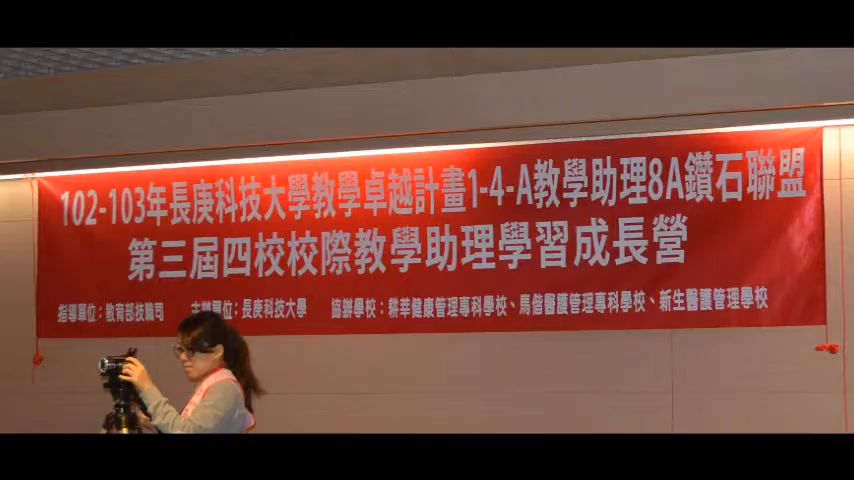 102-103年長庚科技大學教學卓越計畫1-4-A教學助理8A鑽石聯盟
第三屆四校校際教學助理學習成長營
指導單位:教育部技職司 主辦單位:長庚科技大學 協辦學校:耕莘健康管理專科學校、馬偕醫護管理專科學校、新生醫護管理學校